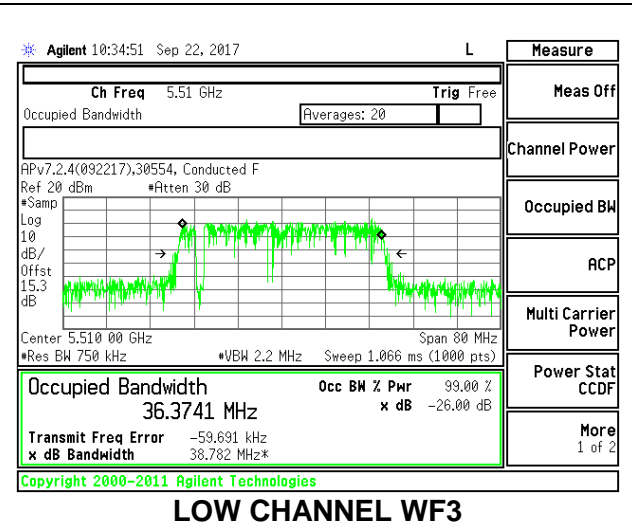 Agilent 10:34:51 Sep 22, 2017 L
Measure
Ch Freq 5.51 GHz Trig Free
Occupied Bandwidth Averages: 20
APv7.2.4(092217),30554, Conducted F
Ref 20 dBm #Atten 30 dB
#Samp
Log
10
dB/
Offst
15.3
dB
Center 5.510 00 GHz Span 80 MHz
#Res BW 750 kHz #VBW 2.2 MHz Sweep 1.066 ms (1000 pts)
Occupied Bandwidth
36.3741 MHz
Occ BW % Pwr 99.00 %
x dB -26.00 dB
Transmit Freq Error -59.691 kHz
x dB Bandwidth 38.782 MHz*
Copyright 2000-2011 Agilent Technologies
Meas Off
Channel Power
Occupied BW
ACP
Multi Carrier
Power
Power Stat
CCDF
More
1 of 2
LOW CHANNEL WF3